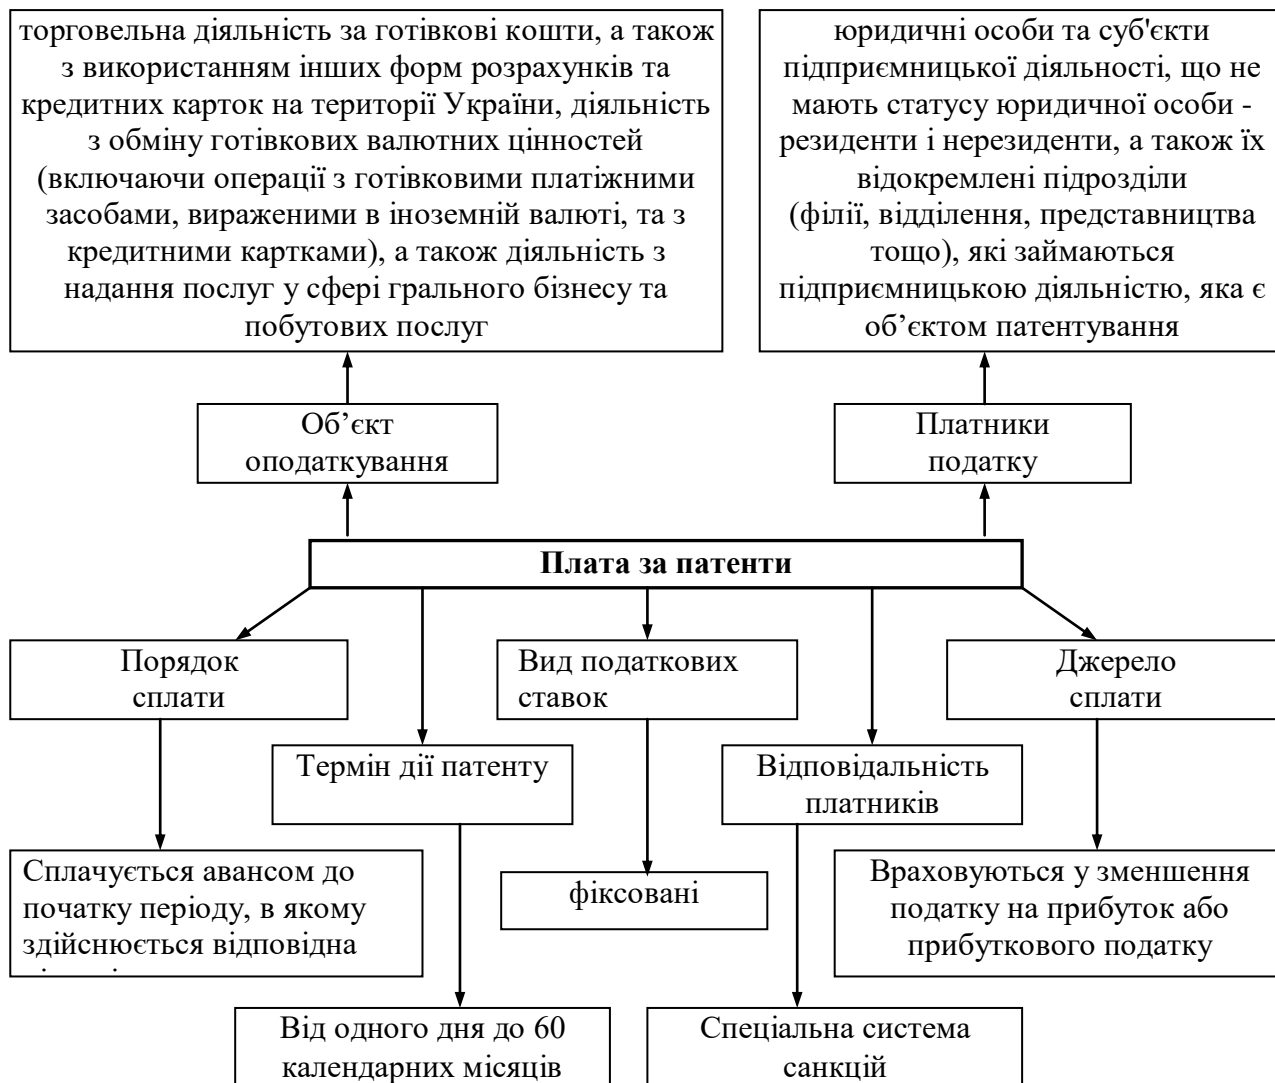 торговельна діяльність за готівкові кошти, а також
з використанням інших форм розрахунків та
кредитних карток на території України, діяльність
з обміну готівкових валютних цінностей
(включаючи операції з готівковими платіжними
засобами, вираженими в іноземній валюті, та з
кредитними картками), а також діяльність з
надання послуг у сфері грального бізнесу та
побутових послуг
юридичні особи та суб'єкти
підприємницької діяльності, що не
мають статусу юридичної особи -
резиденти і нерезиденти, а також їх
відокремлені підрозділи
(філії, відділення, представництва
тощо), які займаються
підприємницькою діяльністю, яка є
об’єктом патентування
Об’єкт
оподаткування
Платники
податку
Плата за патенти
Порядок
сплати
Вид податкових
ставок
Джерело
сплати
Термін дії патенту
Відповідальність
платників
Сплачується авансом до
початку періоду, в якому
здійснюється відповідна
фіксовані
Враховуються у зменшення
податку на прибуток або
прибуткового податку
Від одного дня до 60
календарних місяців
Спеціальна система
санкцій